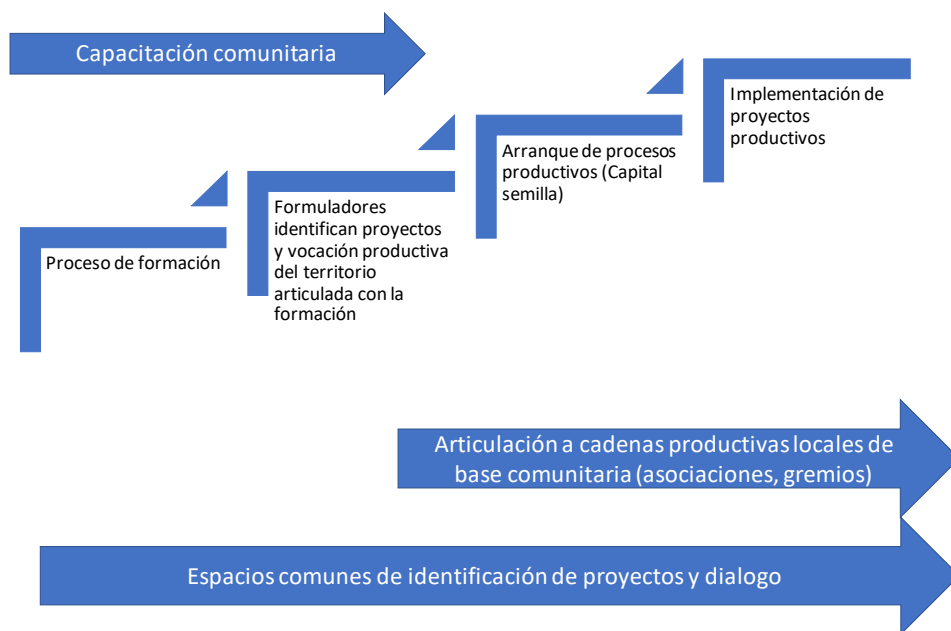 Capacitación comunitaria
Proceso de formación
Formuladores
identifican proyectos
y vocación productiva
del territorio
articulada con la
formación
Arranque de procesos
productivos (Capital
semilla)
Implementación de
proyectos
productivos
Articulación a cadenas productivas locales de
base comunitaria (asociaciones, gremios)
Espacios comunes de identificación de proyectos y dialogo